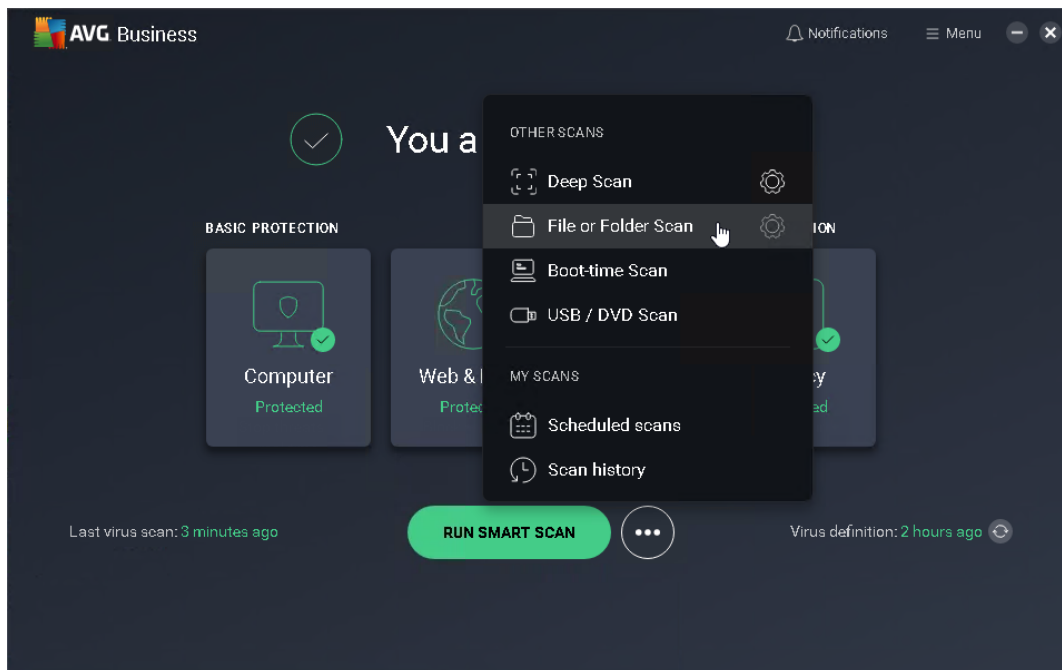 AVG Business
Notifications
Menu
You a
OTHER SCANS
Deep Scan
File or Folder Scan
Boot-time Scan
USB / DVD Scan
MY SCANS
Scheduled scans
Scan history
BASIC PROTECTION
ION
Computer
Protected
Web &
Protec
y
ed
Last virus scan: 3 minutes ago
RUN SMART SCAN
Virus definition: 2 hours ago